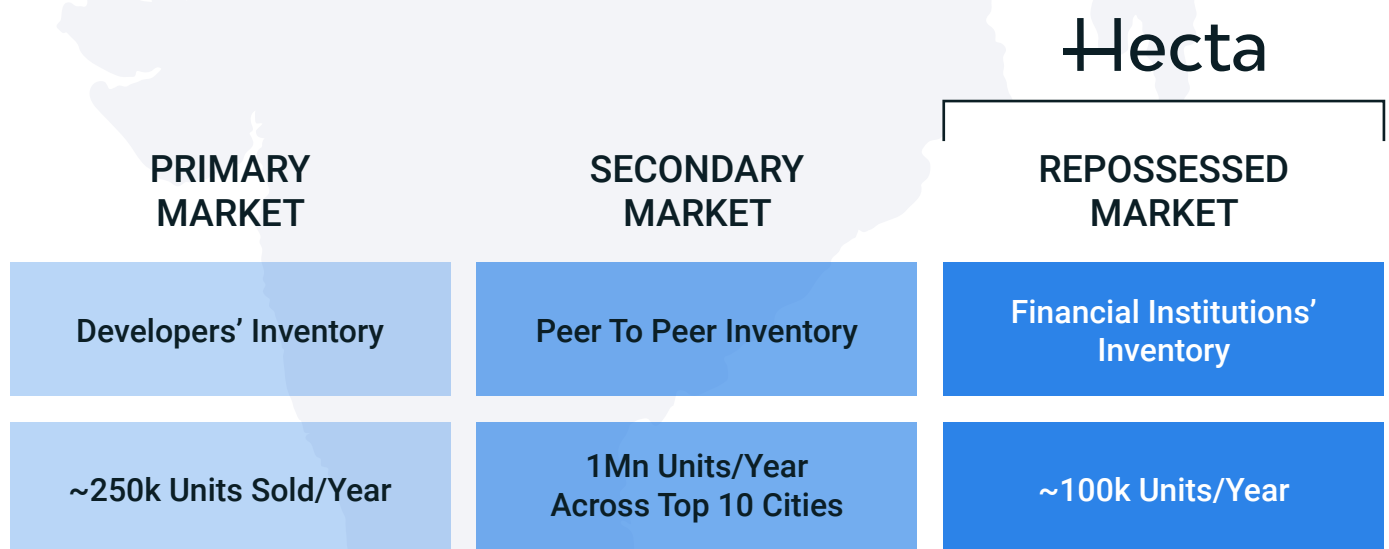 Hecta
PRIMARY
MARKET
SECONDARY
MARKET
REPOSSESSED
MARKET
Developers’ Inventory
Peer To Peer Inventory
Financial Institutions’
Inventory
~250k Units Sold/Year
1Mn Units/Year
Across Top 10 Cities
~100k Units/Year